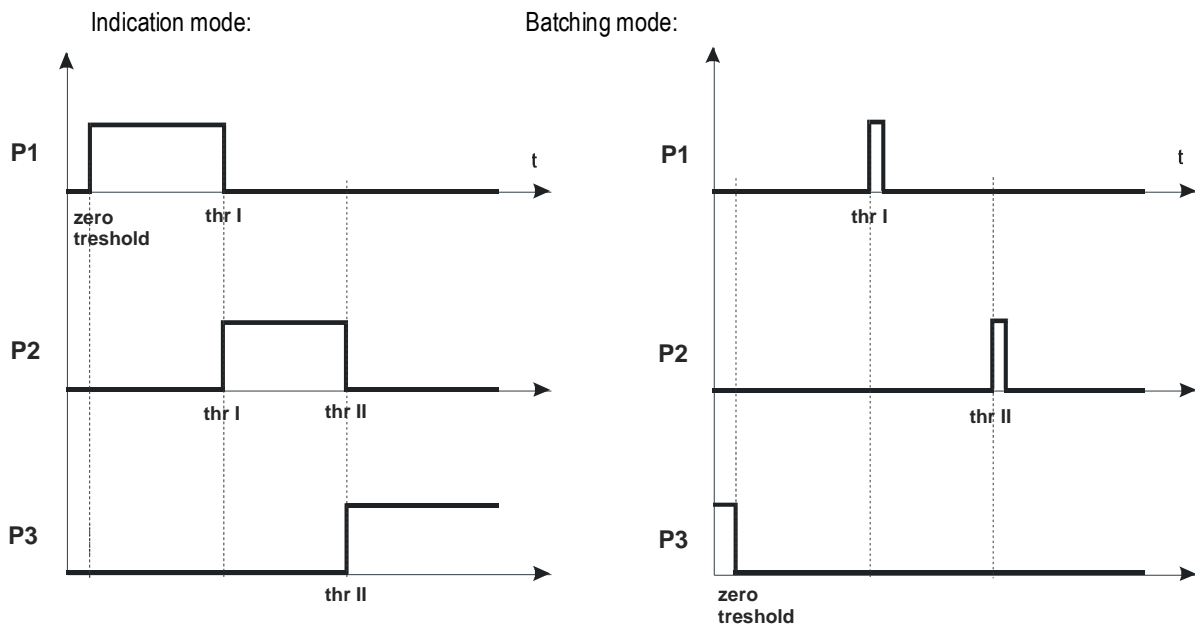 Indication mode:
Batching mode:
P1
t
zero
treshold
thr I
P2
thr I
thr II
P3
thr II
P1
t
thr I
P2
thr II
P3
zero
treshold